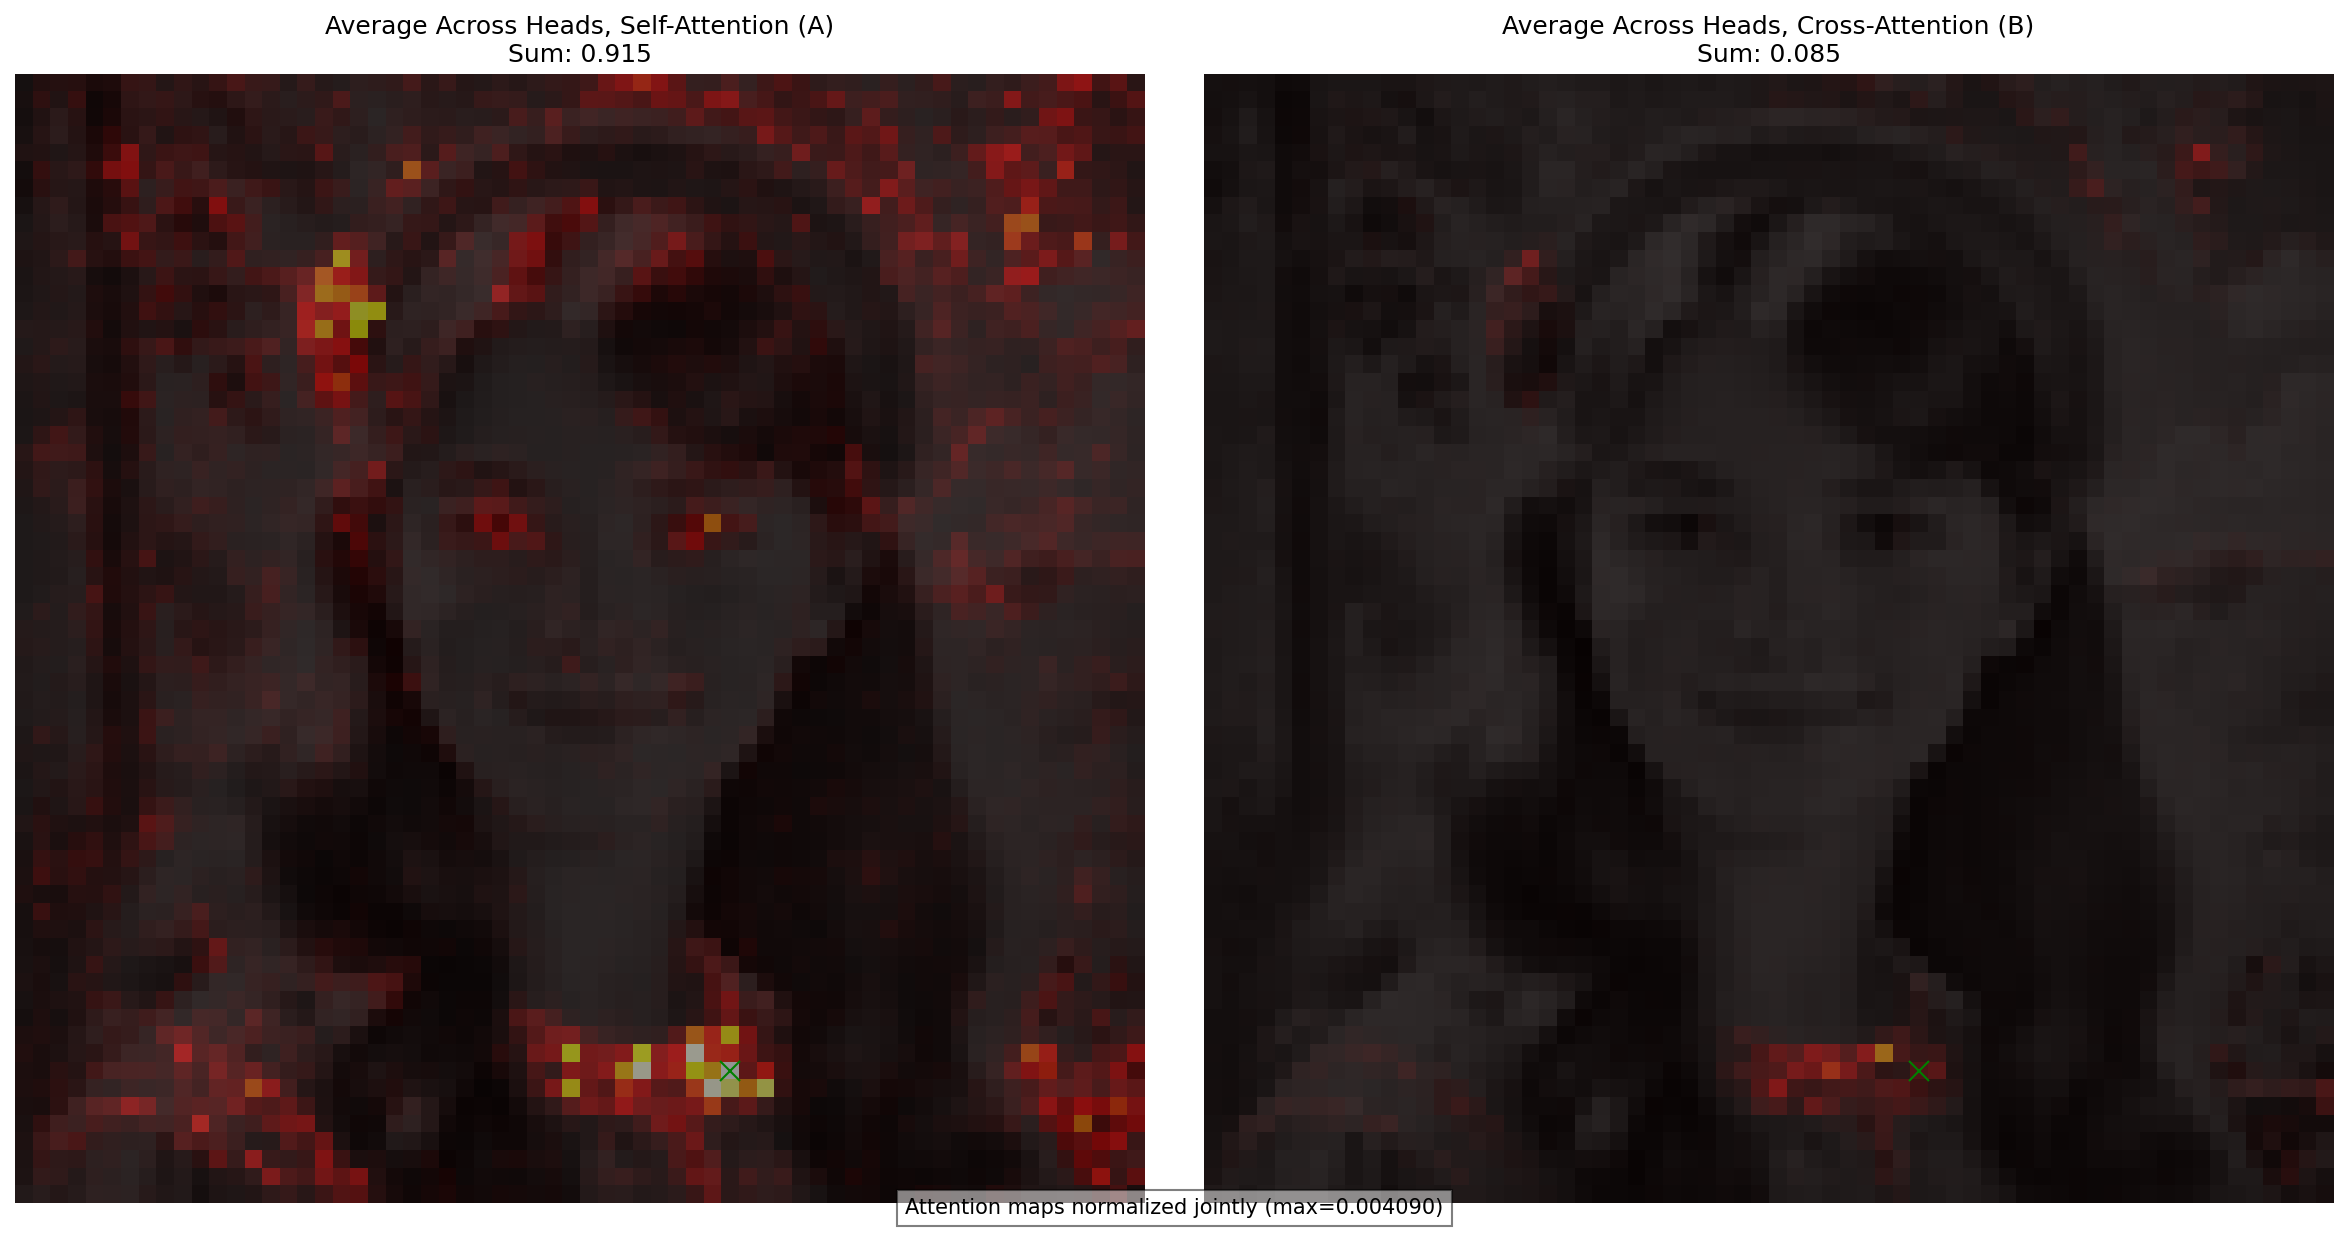 Average Across Heads, Self-Attention (A)
Sum: 0.915
Average Across Heads, Cross-Attention (B)
Sum: 0.085
Attention maps normalized jointly (max=0.004090)